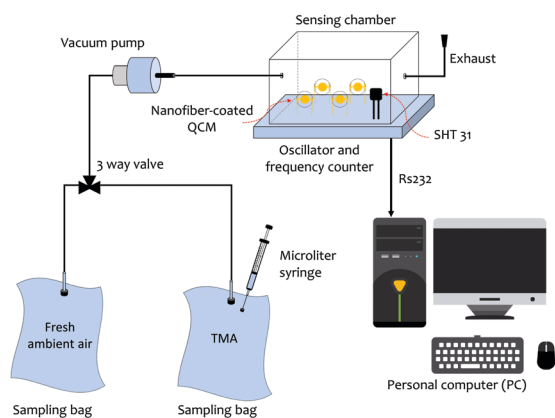 Sensing chamber
Vacuum pump
Exhaust
Nanofiber-coated
QCM
SHT 31
Oscillator and
frequency counter
3 way valve
Rs232
Microliter
syringe
Fresh
ambient air
TMA
Personal computer (PC)
Sampling bag
Sampling bag